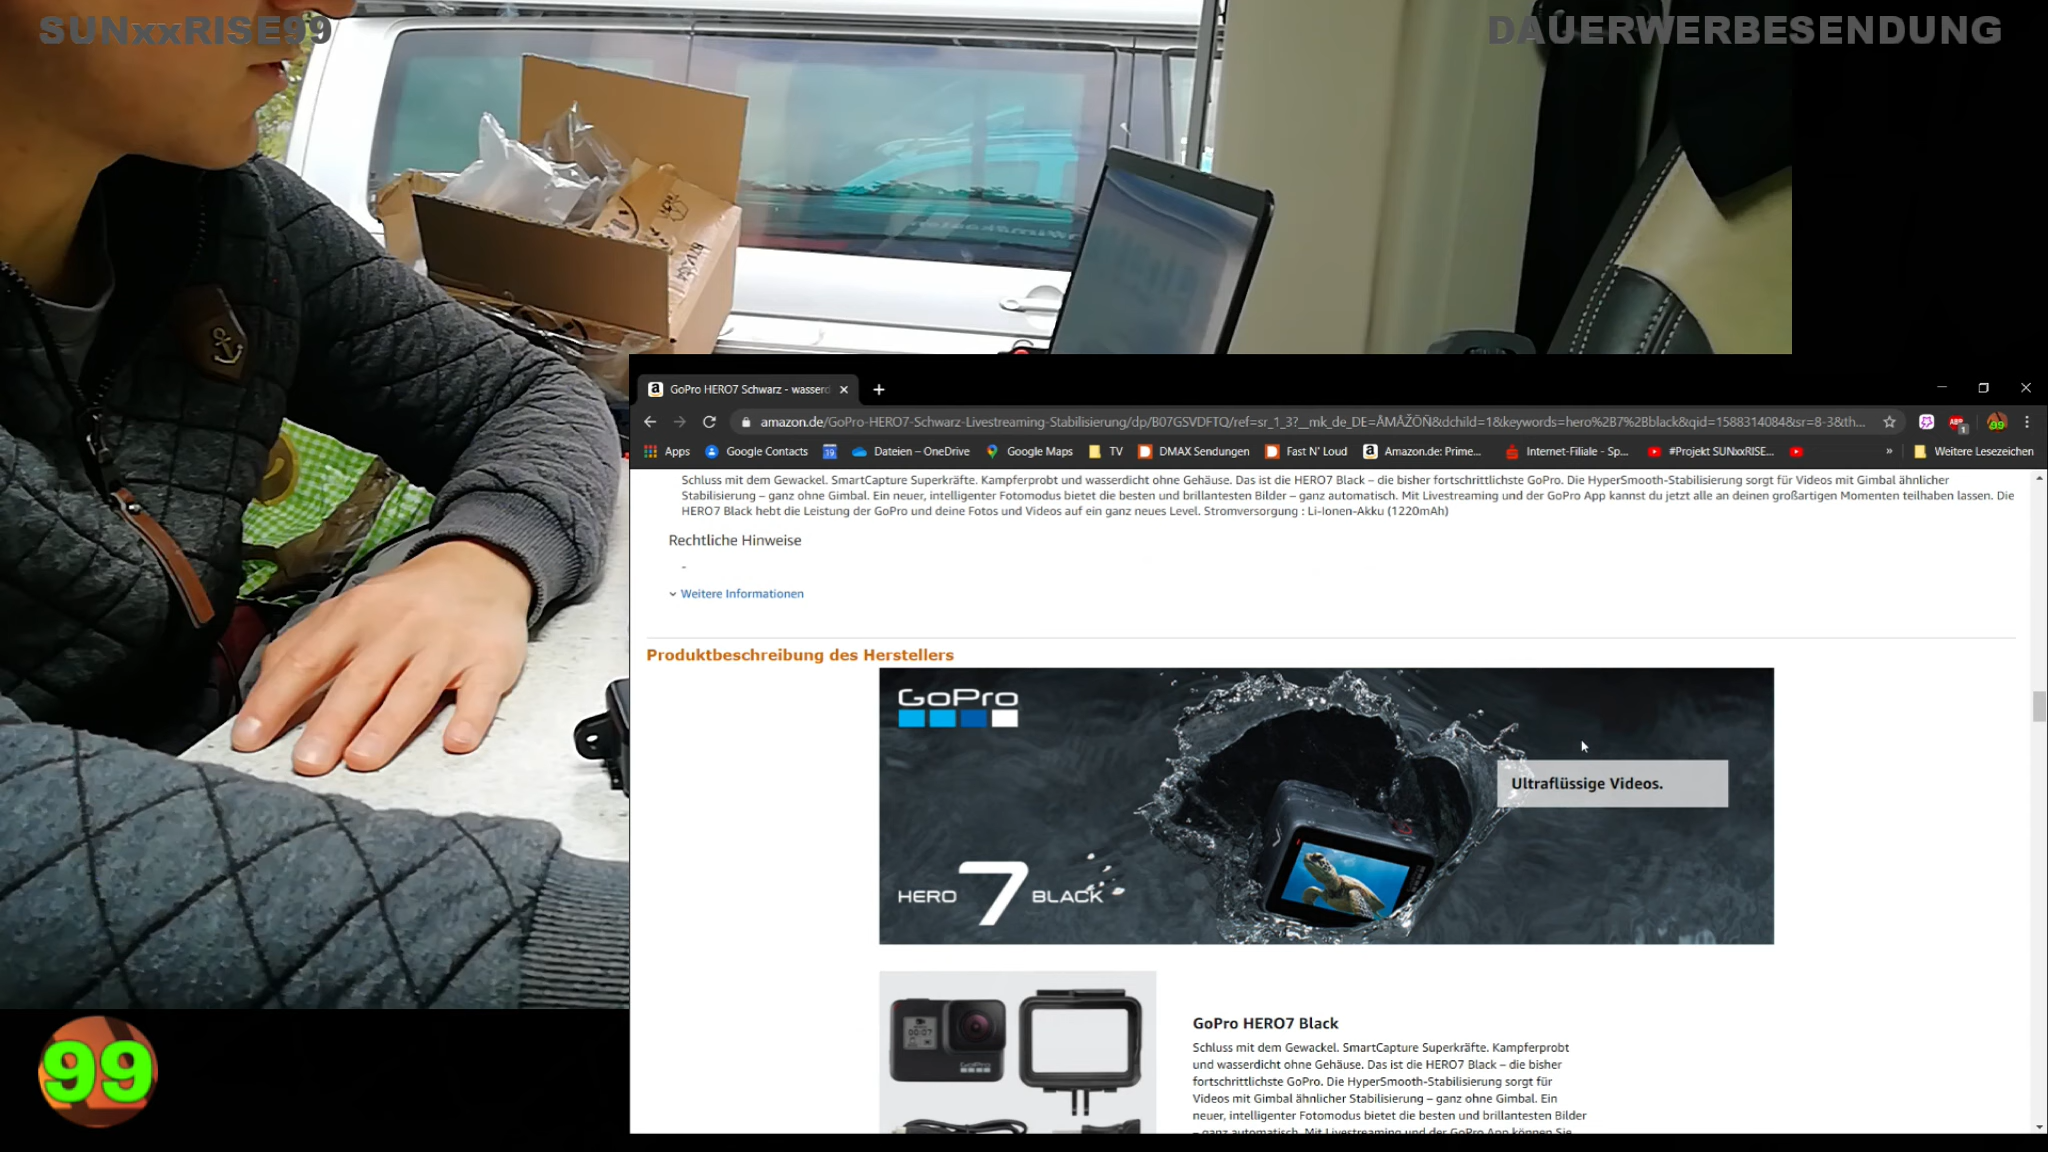 SUNxxRISE99
DAUERWERBESENDUNG
GoPro HERO7 Schwarz - wasserd
amazon.de/GoPro-HERO7-Schwarz-Livestreaming-Stabilisierung/dp/B07GSVDFTQ/ref=sr_1_3?__mk_de_DE=ÅMÅŽÕÑ&dchild=1&keywords=hero%2B7%2Bblack&qid=1588314084&sr=8-3&th...
Apps Google Contacts Dateien – OneDrive Google Maps TV DMAX Sendungen Fast N' Loud Amazon.de: Prime... Internet-Filiale - Sp... #Projekt SUNxxRISE... » Weitere Lesezeichen
Schluss mit dem Gewackel. SmartCapture Superkräfte. Kampferprobt und wasserdicht ohne Gehäuse. Das ist die HERO7 Black – die bisher fortschrittlichste GoPro. Die HyperSmooth-Stabilisierung sorgt für Videos mit Gimbal ähnlicher
Stabilisierung – ganz ohne Gimbal. Ein neuer, intelligenter Fotomodus bietet die besten und brillantesten Bilder – ganz automatisch. Mit Livestreaming und der GoPro App kannst du jetzt alle an deinen großartigen Momenten teilhaben lassen. Die
HERO7 Black hebt die Leistung der GoPro und deine Fotos und Videos auf ein ganz neues Level. Stromversorgung : Li-Ionen-Akku (1220mAh)
Rechtliche Hinweise
-
Weitere Informationen
Produktbeschreibung des Herstellers
GoPro
Ultraflüssige Videos.
HERO 7 BLACK
GoPro HERO7 Black
Schluss mit dem Gewackel. SmartCapture Superkräfte. Kampferprobt
und wasserdicht ohne Gehäuse. Das ist die HERO7 Black – die bisher
fortschrittlichste GoPro. Die HyperSmooth-Stabilisierung sorgt für
Videos mit Gimbal ähnlicher Stabilisierung – ganz ohne Gimbal. Ein
neuer, intelligenter Fotomodus bietet die besten und brillantesten Bilder
– ganz automatisch. Mit Livestreaming und der GoPro App können Sie
99